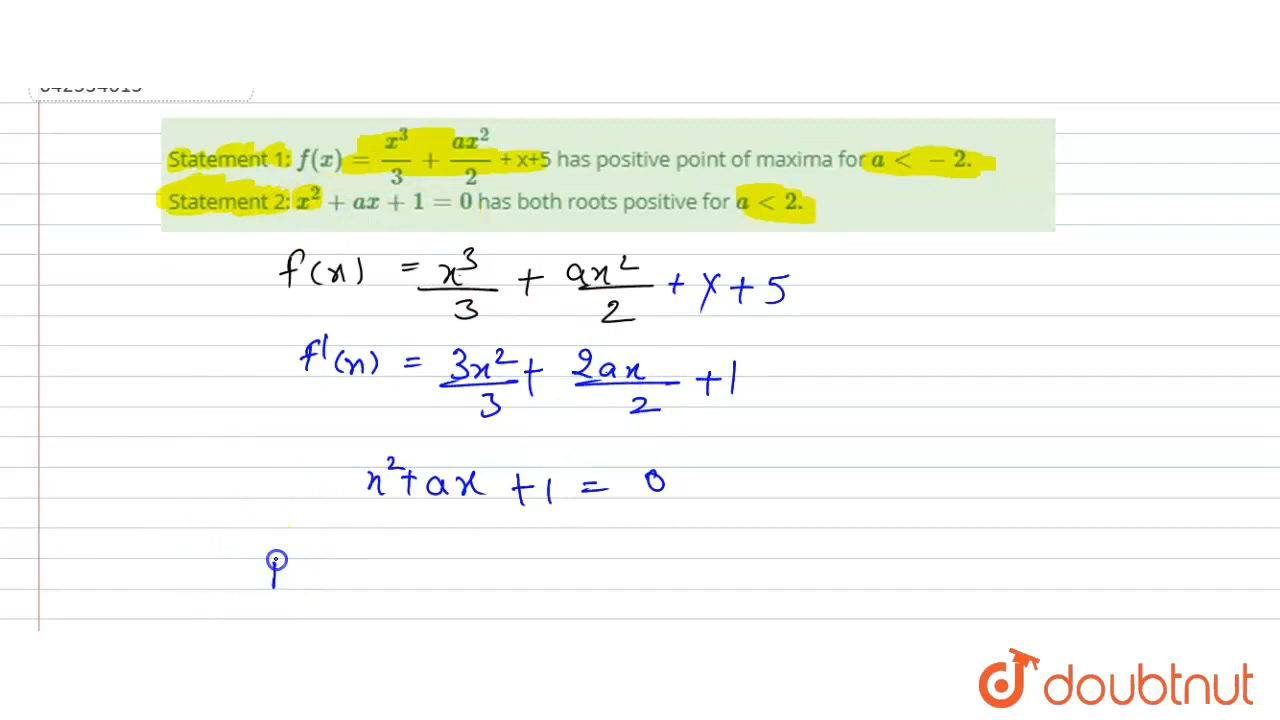 Statement 1: f(x) = x³/3 + ax²/2 + x+5 has positive point of maxima for a < −2.
Statement 2: x² + ax + 1 = 0 has both roots positive for a < 2.
f(x) = x³/3 + ax²/2 + x + 5
f'(x) = 3x²/3 + 2ax/2 + 1
x² + ax + 1 = 0
P
doubtnut